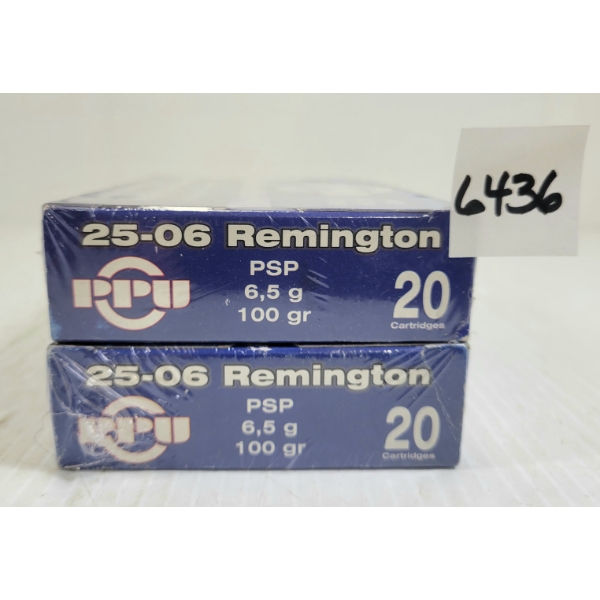 6436
25-06 Remington
PPU
PSP
6,5 g
100 gr
20
Cartridges
25-06 Remington
PPU
PSP
6,5 g
100 gr
20
Cartridges